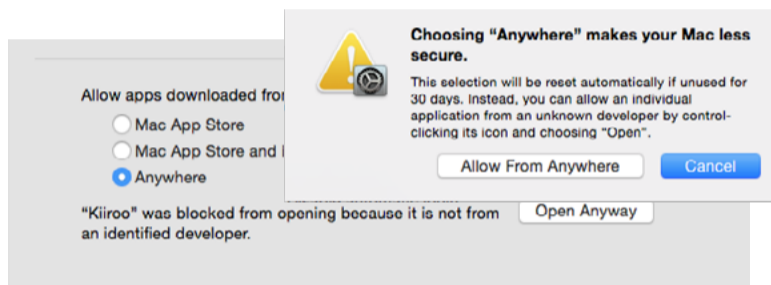 Choosing “Anywhere” makes your Mac less
secure.
This selection will be reset automatically if unused for
30 days. Instead, you can allow an individual
application from an unknown developer by control-
clicking its icon and choosing “Open”.
Allow From Anywhere
Cancel
Allow apps downloaded
Mac App Store
Mac App Store and
Anywhere
“Kiiroo” was blocked from opening because it is not from
an identified developer.
Open Anyway